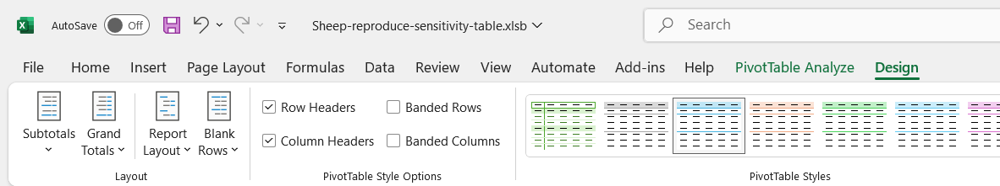 AutoSave Off Sheep-reproduce-sensitivity-table.xlsb Search
File Home Insert Page Layout Formulas Data Review View Automate Add-ins Help PivotTable Analyze Design
Subtotals Grand Totals Report Layout Blank Rows
Row Headers Banded Rows
Column Headers Banded Columns
Layout PivotTable Style Options PivotTable Styles